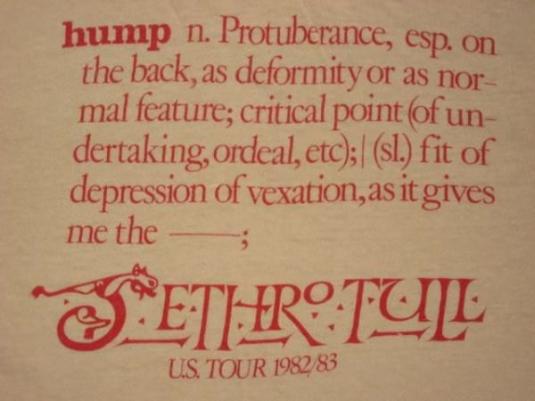 hump n. Protuberance, esp. on
the back, as deformity or as nor-
mal feature; critical point (of un-
dertaking, ordeal, etc); | (sl.) fit of
depression of vexation, as it gives
me the ——;
JETHRO TULL
U.S. TOUR 1982/83